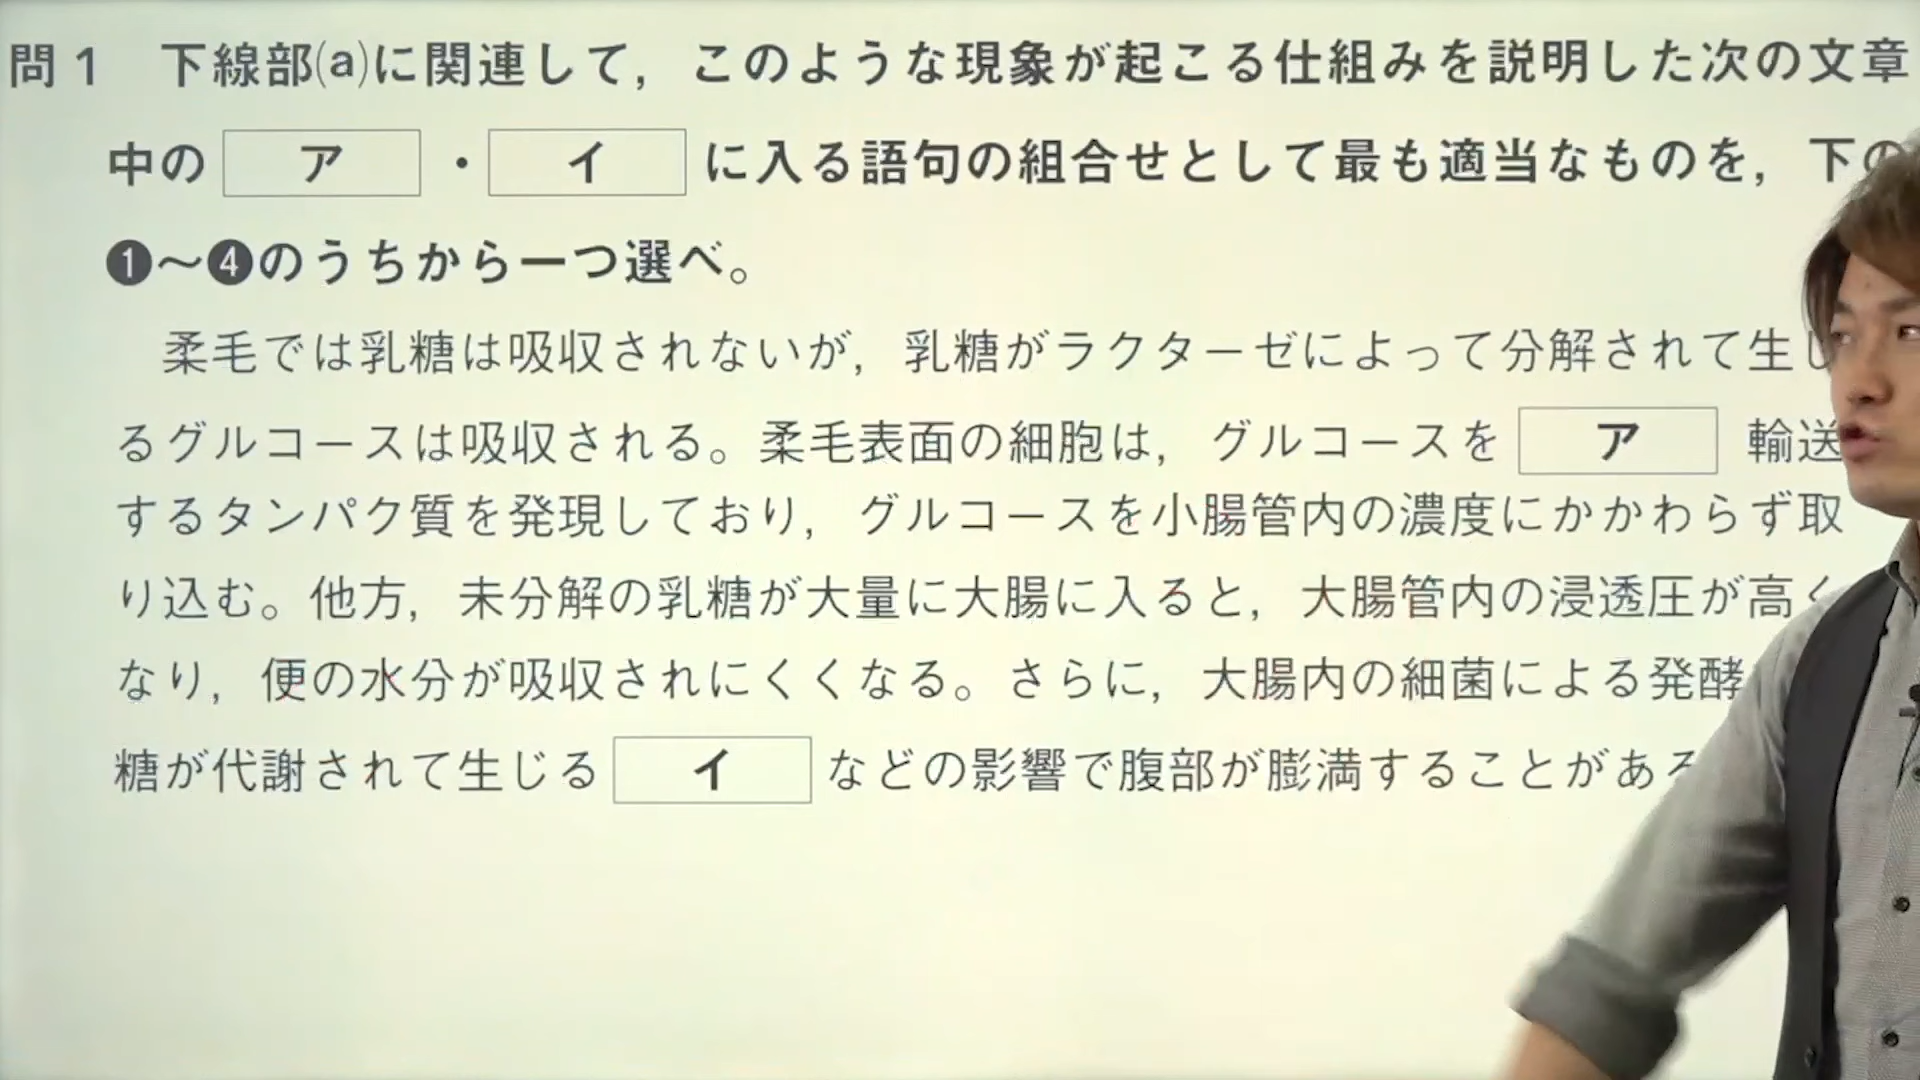 問1 下線部(a)に関連して，このような現象が起こる仕組みを説明した次の文章
中の ア ・ イ に入る語句の組合せとして最も適当なものを，下の
❶～❹のうちから一つ選べ。
柔毛では乳糖は吸収されないが，乳糖がラクターゼによって分解されて生じ
るグルコースは吸収される。柔毛表面の細胞は，グルコースを ア 輸送
するタンパク質を発現しており，グルコースを小腸管内の濃度にかかわらず取
り込む。他方，未分解の乳糖が大量に大腸に入ると，大腸管内の浸透圧が高く
なり，便の水分が吸収されにくくなる。さらに，大腸内の細菌による発酵
糖が代謝されて生じる イ などの影響で腹部が膨満することがある